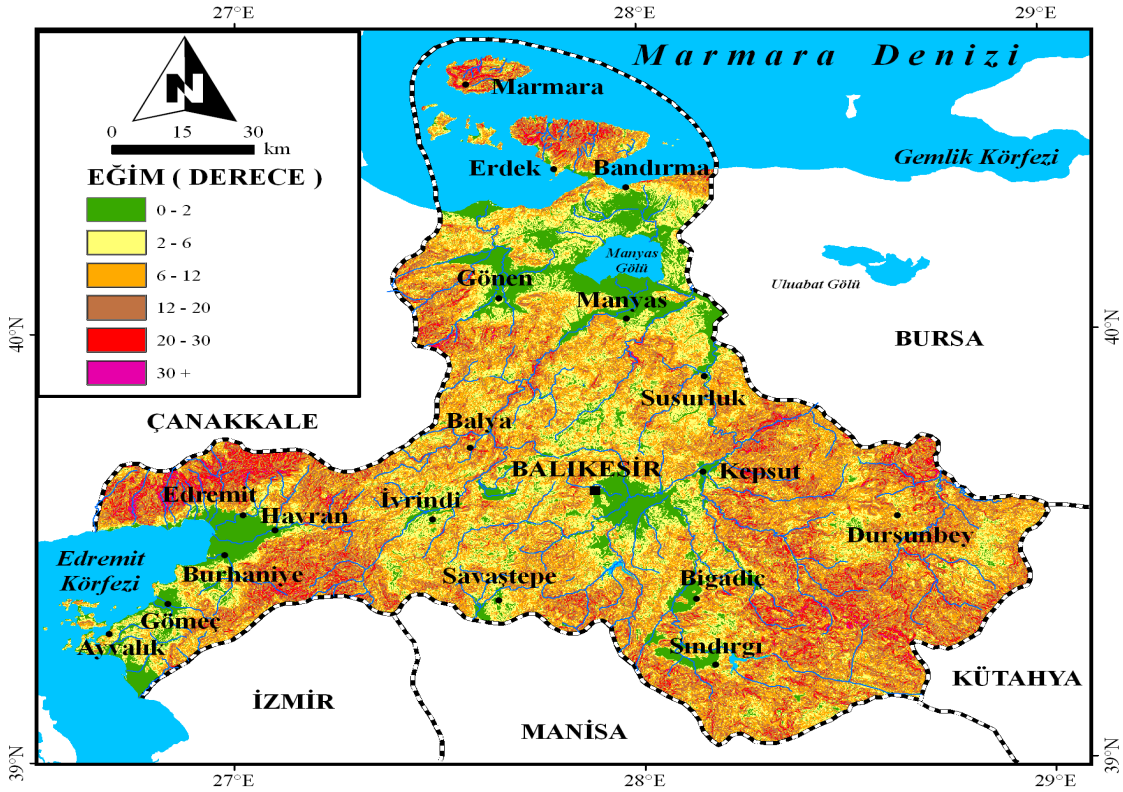 27°E
28°E
29°E
N
0 15 30
km
EĞİM ( DERECE )
0 - 2
2 - 6
6 - 12
12 - 20
20 - 30
30 +
Marmara Denizi
Marmara
Erdek
Bandırma
Gemlik Körfezi
Manyas
Gölü
Gönen
Manyas
Uluabat Gölü
40°N
40°N
BURSA
Susurluk
ÇANAKKALE
Balya
BALIKESİR
Kepsut
Edremit
İvrindi
Havran
Dursunbey
Edremit
Körfezi
Burhaniye
Savastepe
Bigadiç
Gömeç
Ayvalık
Sındırgı
KÜTAHYA
İZMİR
MANİSA
39°N
39°N
27°E
28°E
29°E